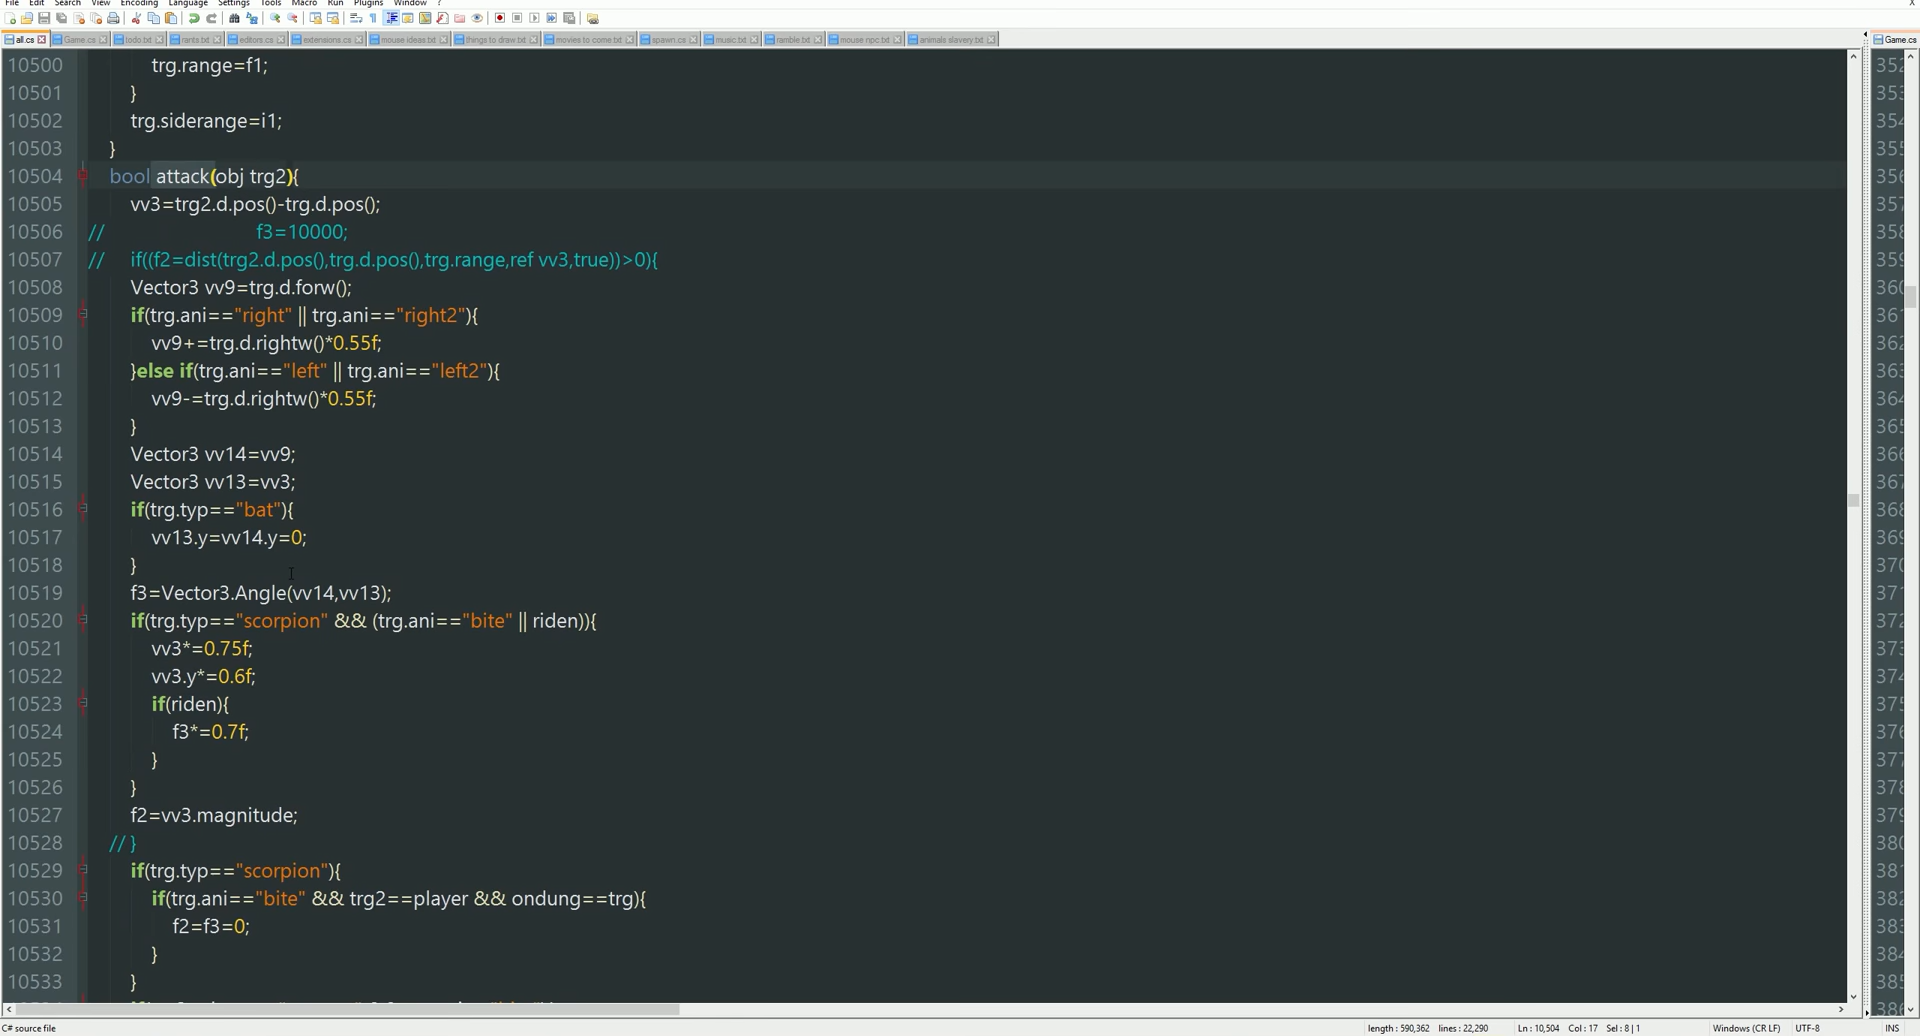 File Edit Search View Encoding Language Settings Tools Macro Run Plugins Window ? X
all.cs Game.cs todo.txt rants.txt editors.cs extensions.cs mouse ideas.txt things to draw.txt movies to come.txt spawn.cs music.txt ramble.txt mouse npc.txt animals slavery.txt Game.cs
10500 trg.range=f1;
10501 }
10502 trg.siderange=i1;
10503 }
10504 bool attack(obj trg2){
10505 vv3=trg2.d.pos()-trg.d.pos();
10506 // f3=10000;
10507 // if((f2=dist(trg2.d.pos(),trg.d.pos(),trg.range,ref vv3,true))>0){
10508 Vector3 vv9=trg.d.forw();
10509 if(trg.ani=="right" || trg.ani=="right2"){
10510 vv9+=trg.d.rightw()*0.55f;
10511 }else if(trg.ani=="left" || trg.ani=="left2"){
10512 vv9-=trg.d.rightw()*0.55f;
10513 }
10514 Vector3 vv14=vv9;
10515 Vector3 vv13=vv3;
10516 if(trg.typ=="bat"){
10517 vv13.y=vv14.y=0;
10518 }
10519 f3=Vector3.Angle(vv14,vv13);
10520 if(trg.typ=="scorpion" && (trg.ani=="bite" || riden)){
10521 vv3*=0.75f;
10522 vv3.y*=0.6f;
10523 if(riden){
10524 f3*=0.7f;
10525 }
10526 }
10527 f2=vv3.magnitude;
10528 //}
10529 if(trg.typ=="scorpion"){
10530 if(trg.ani=="bite" && trg2==player && ondung==trg){
10531 f2=f3=0;
10532 }
10533 }
C# source file length : 590,362 lines : 22,290 Ln : 10,504 Col : 17 Sel : 8 | 1 Windows (CR LF) UTF-8 INS